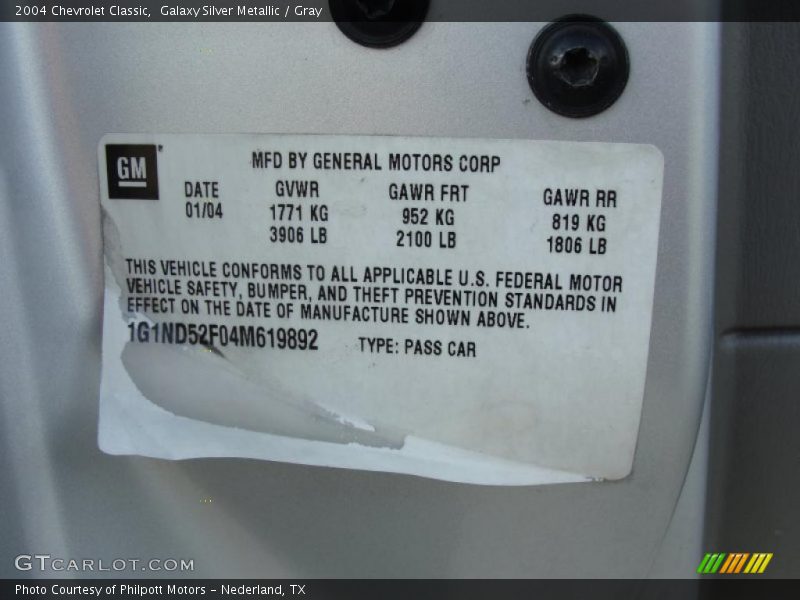 2004 Chevrolet Classic, Galaxy Silver Metallic / Gray
GM
MFD BY GENERAL MOTORS CORP
DATE GVWR GAWR FRT GAWR RR
01/04 1771 KG 952 KG 819 KG
3906 LB 2100 LB 1806 LB
THIS VEHICLE CONFORMS TO ALL APPLICABLE U.S. FEDERAL MOTOR
VEHICLE SAFETY, BUMPER, AND THEFT PREVENTION STANDARDS IN
EFFECT ON THE DATE OF MANUFACTURE SHOWN ABOVE.
1G1ND52F04M619892 TYPE: PASS CAR
GTCARLOT.COM
Photo Courtesy of Philpott Motors - Nederland, TX